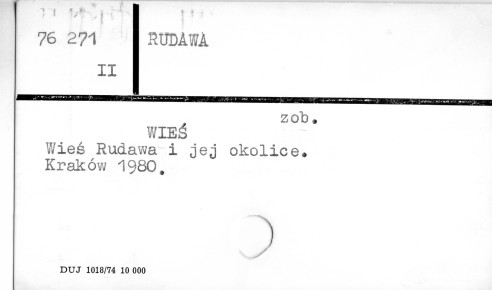 76 271
RUDAWA
II
zob.
WIEŚ
Wieś Rudawa i jej okolice.
Kraków 1980.
DUJ 1018/74 10 000